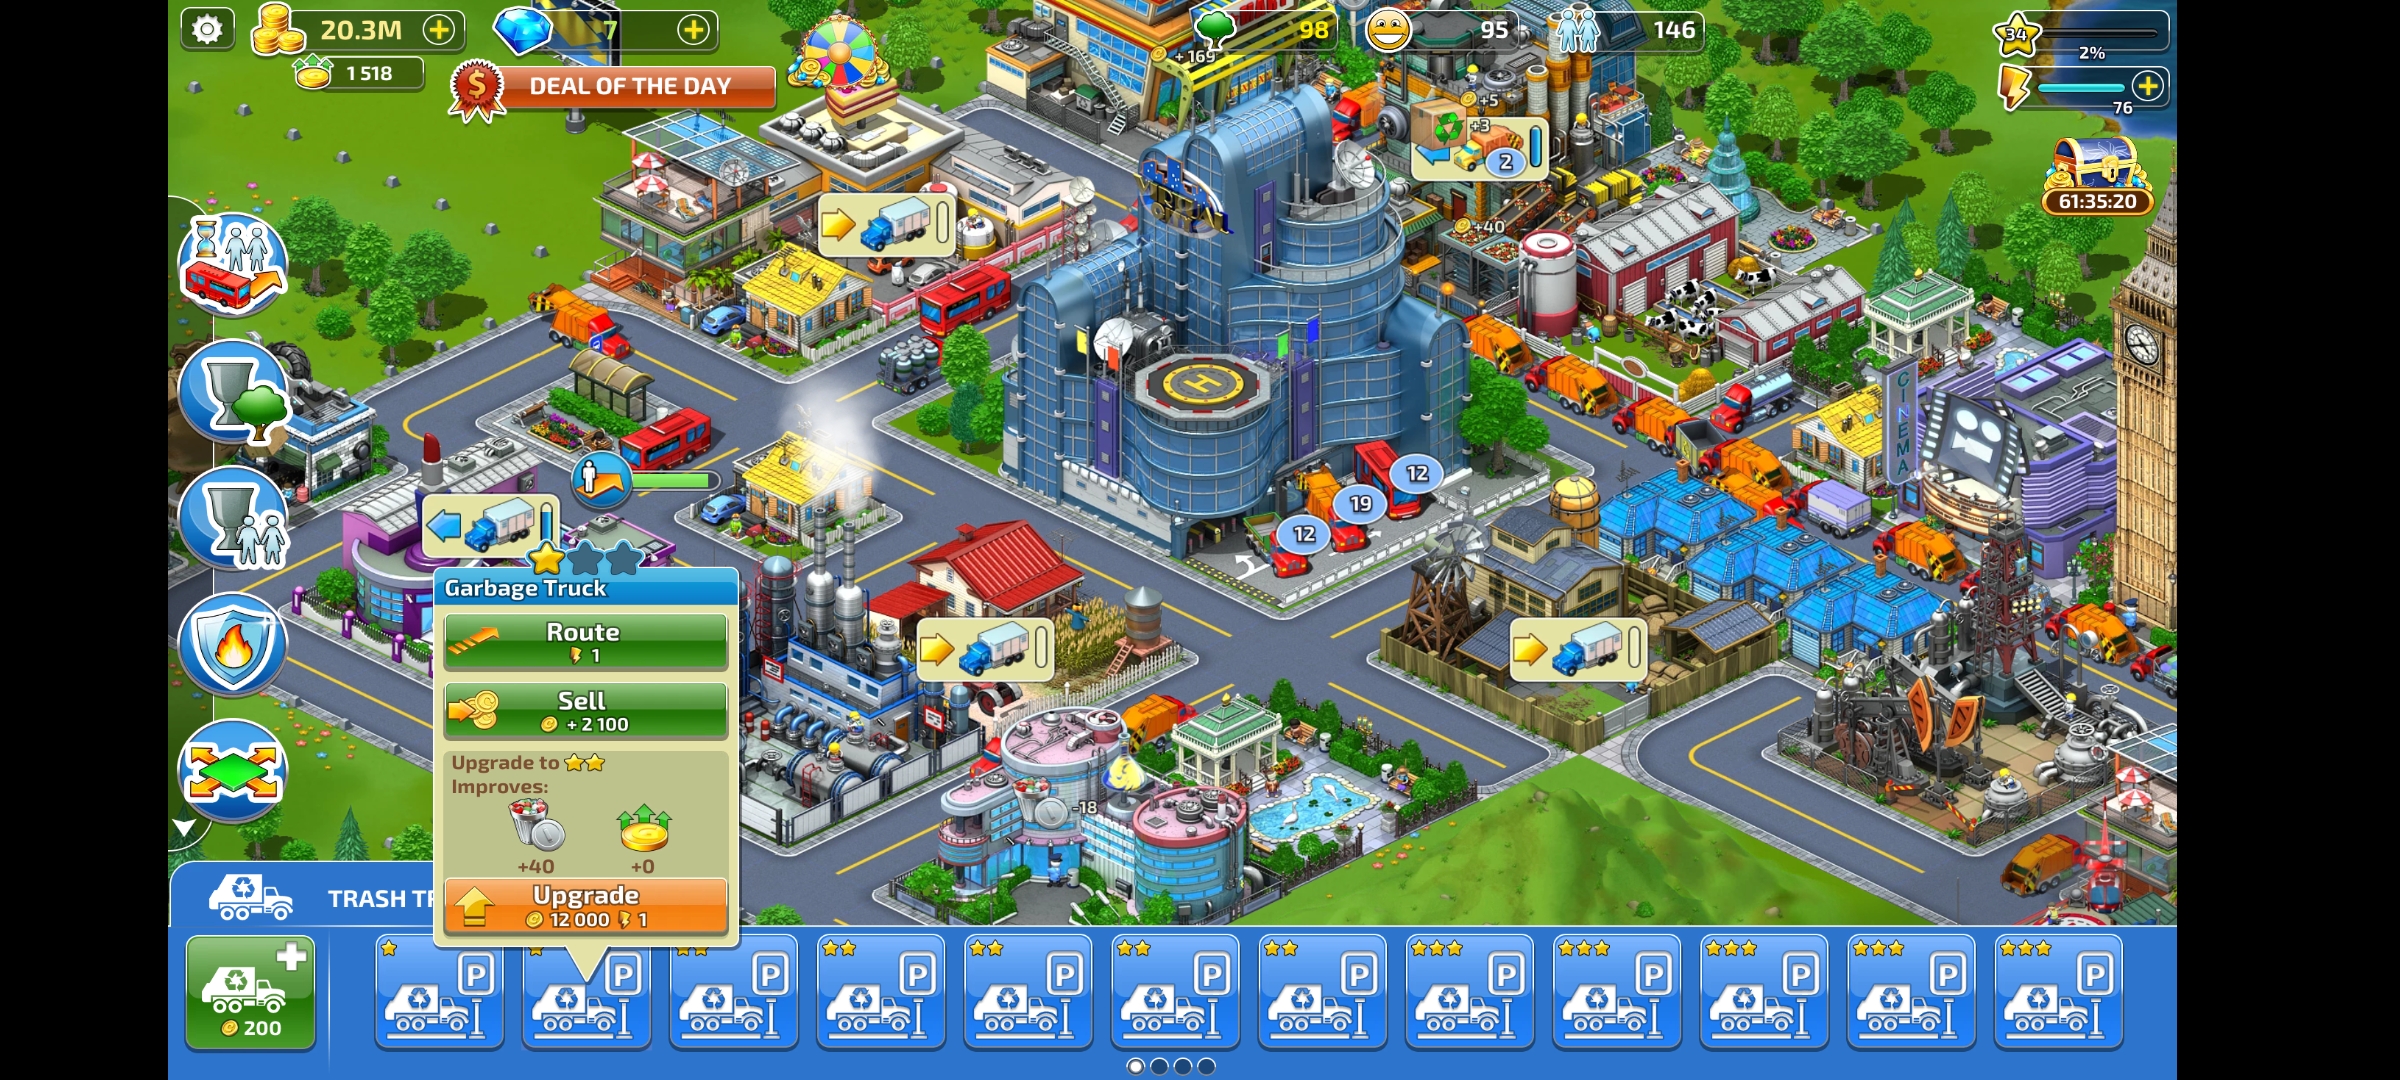 20.3M
7
98
95
146
34
2%
1 518
DEAL OF THE DAY
+169
76
+5
+3
2
61:35:20
+40
CINEMA
H
12
19
12
Garbage Truck
Route
1
Sell
+2 100
Upgrade to
Improves:
+40
+0
-18
Upgrade
12 000 1
TRASH TR
P
P
P
P
P
P
P
P
P
P
P
P
200